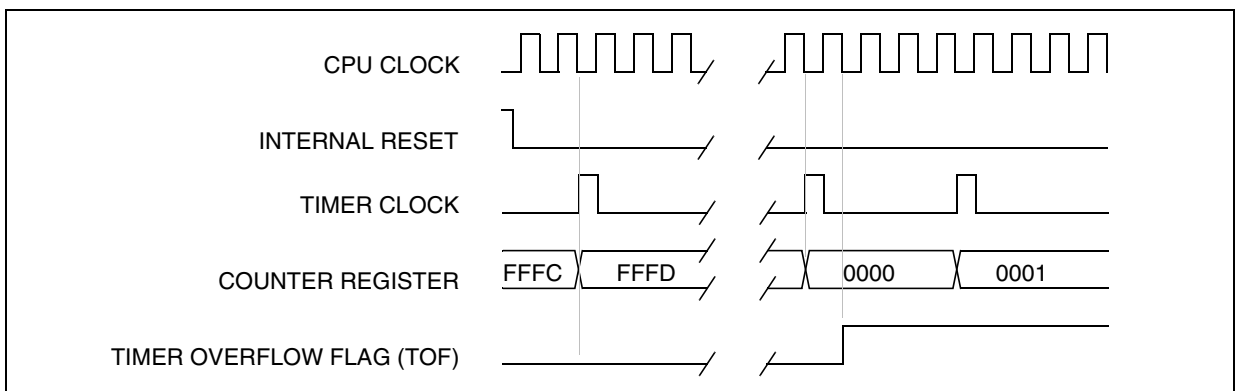 CPU CLOCK
INTERNAL RESET
TIMER CLOCK
COUNTER REGISTER FFFC FFFD 0000 0001
TIMER OVERFLOW FLAG (TOF)